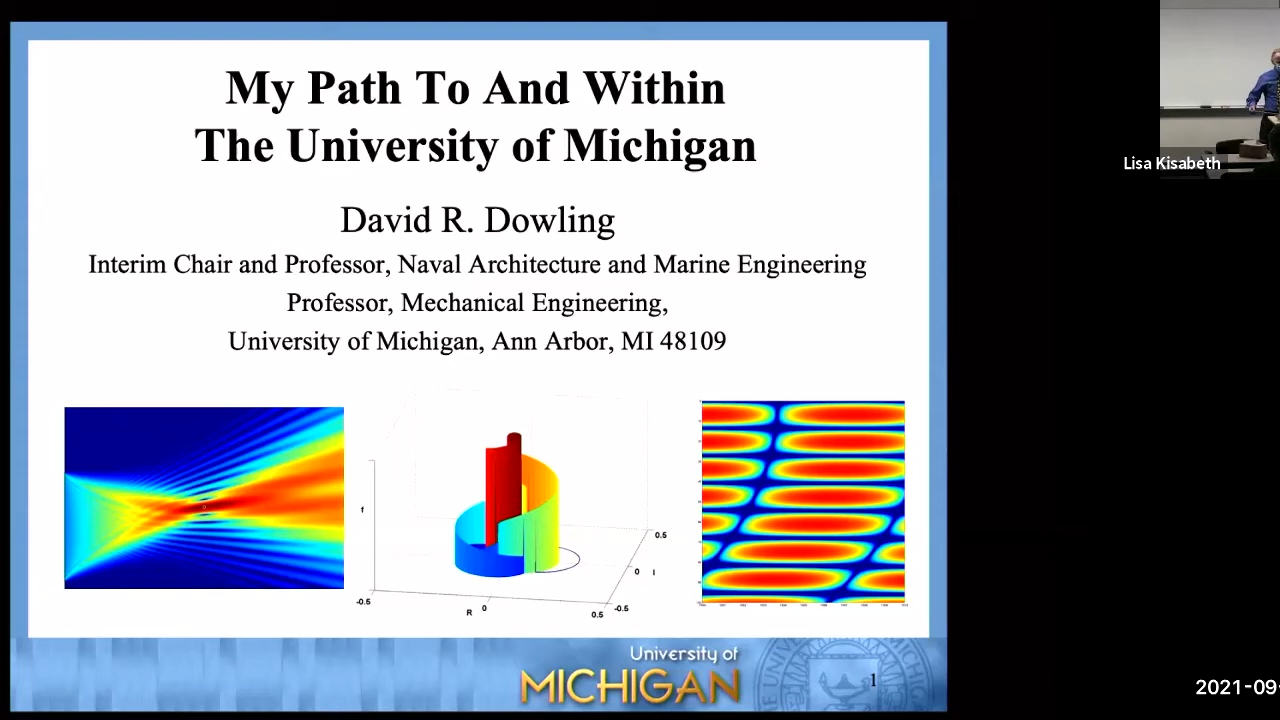 My Path To And Within
The University of Michigan
David R. Dowling
Interim Chair and Professor, Naval Architecture and Marine Engineering
Professor, Mechanical Engineering,
University of Michigan, Ann Arbor, MI 48109
Lisa Kisabeth
f
-0.5
R
0
0.5
-0.5
0
I
0.5
University of
MICHIGAN
1
2021-09-